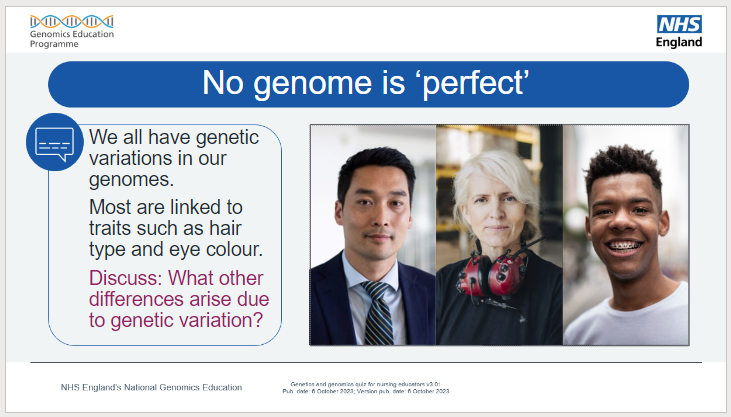 Genomics Education
Programme
NHS
England
No genome is ‘perfect’
We all have genetic
variations in our
genomes.
Most are linked to
traits such as hair
type and eye colour.
Discuss: What other
differences arise due
to genetic variation?
NHS England's National Genomics Education
Genetics and genomics quiz for nursing educators v3.01
Pub. date: 6 October 2023; Version pub. date: 6 October 2023